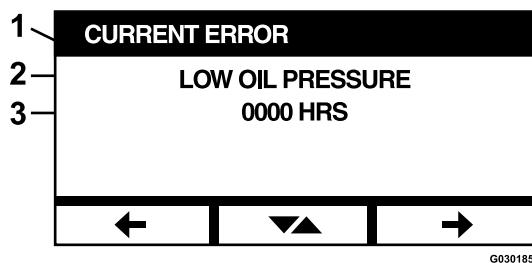 1
CURRENT ERROR
2
LOW OIL PRESSURE
3
0000 HRS
G030185